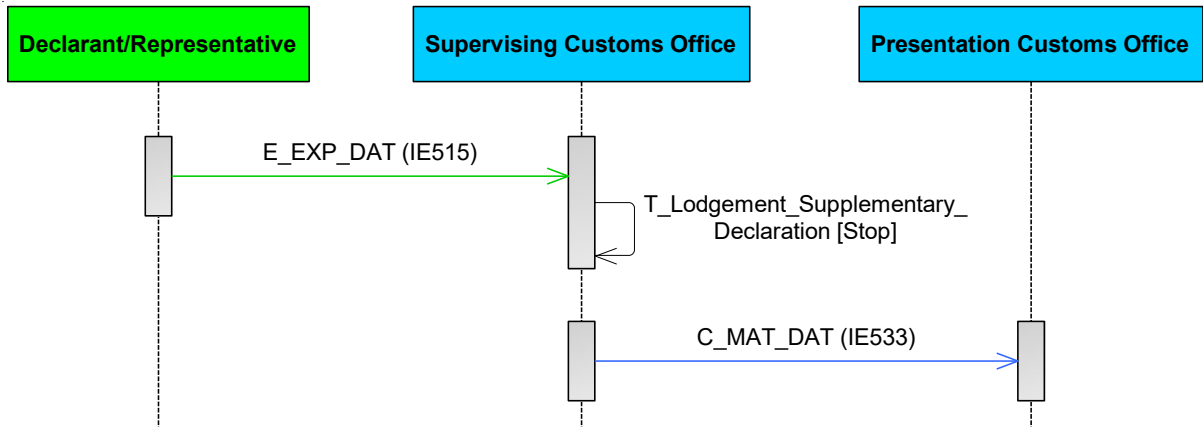 Declarant/Representative
Supervising Customs Office
Presentation Customs Office
E_EXP_DAT (IE515)
T_Lodgement_Supplementary_
Declaration [Stop]
C_MAT_DAT (IE533)